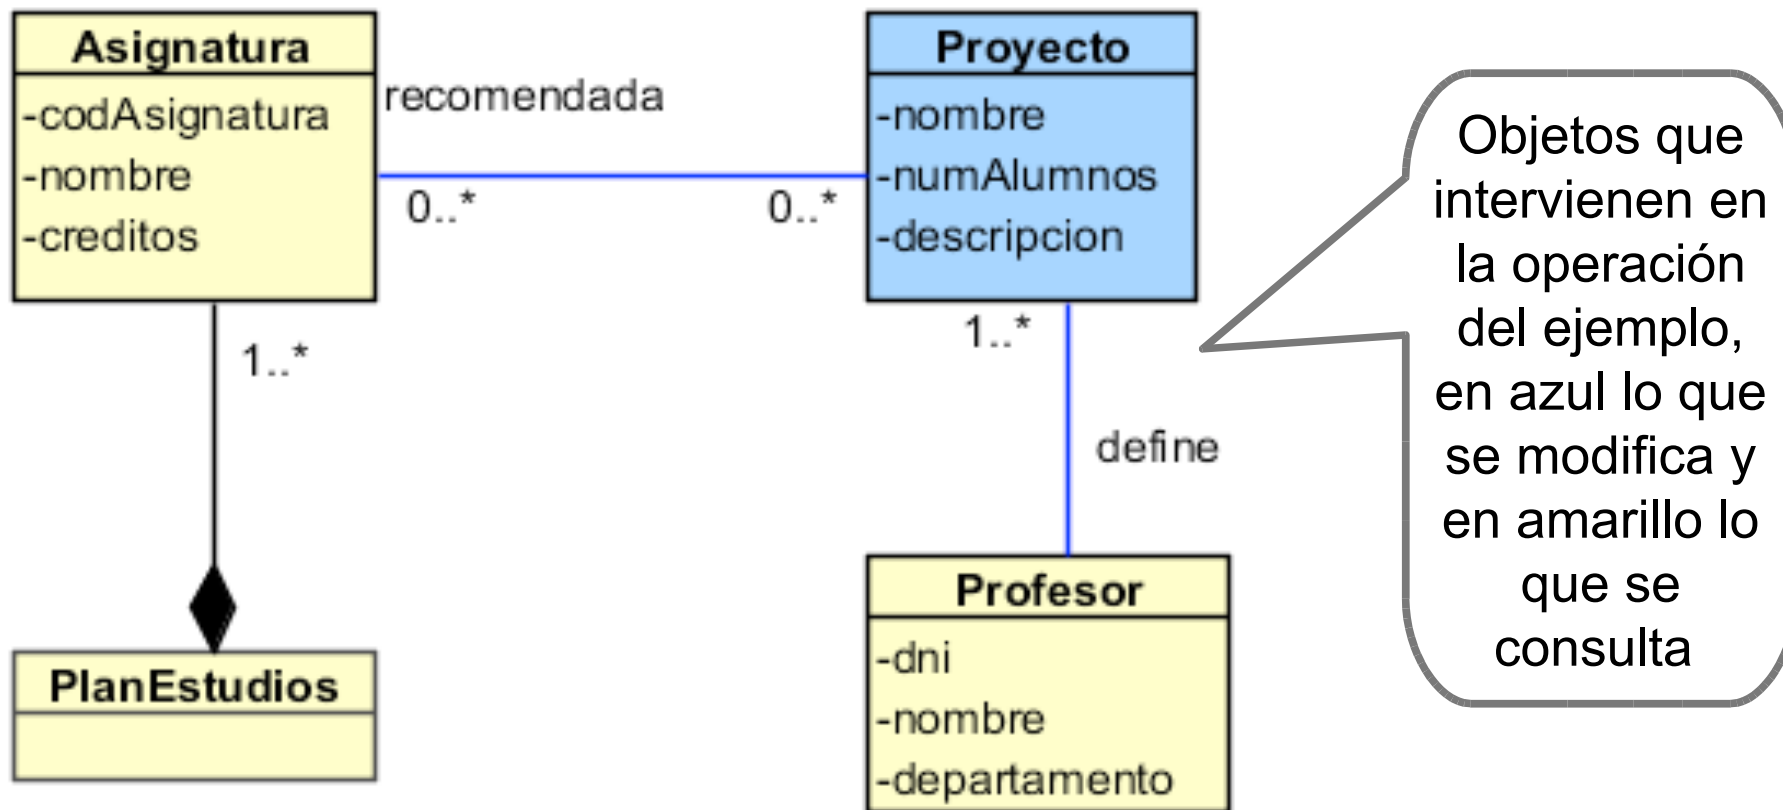 Asignatura
-codAsignatura
-nombre
-creditos
recomendada
0..*
0..*
Proyecto
-nombre
-numAlumnos
-descripcion
1..*
1..*
define
PlanEstudios
Profesor
-dni
-nombre
-departamento
Objetos que
intervienen en
la operación
del ejemplo,
en azul lo que
se modifica y
en amarillo lo
que se
consulta